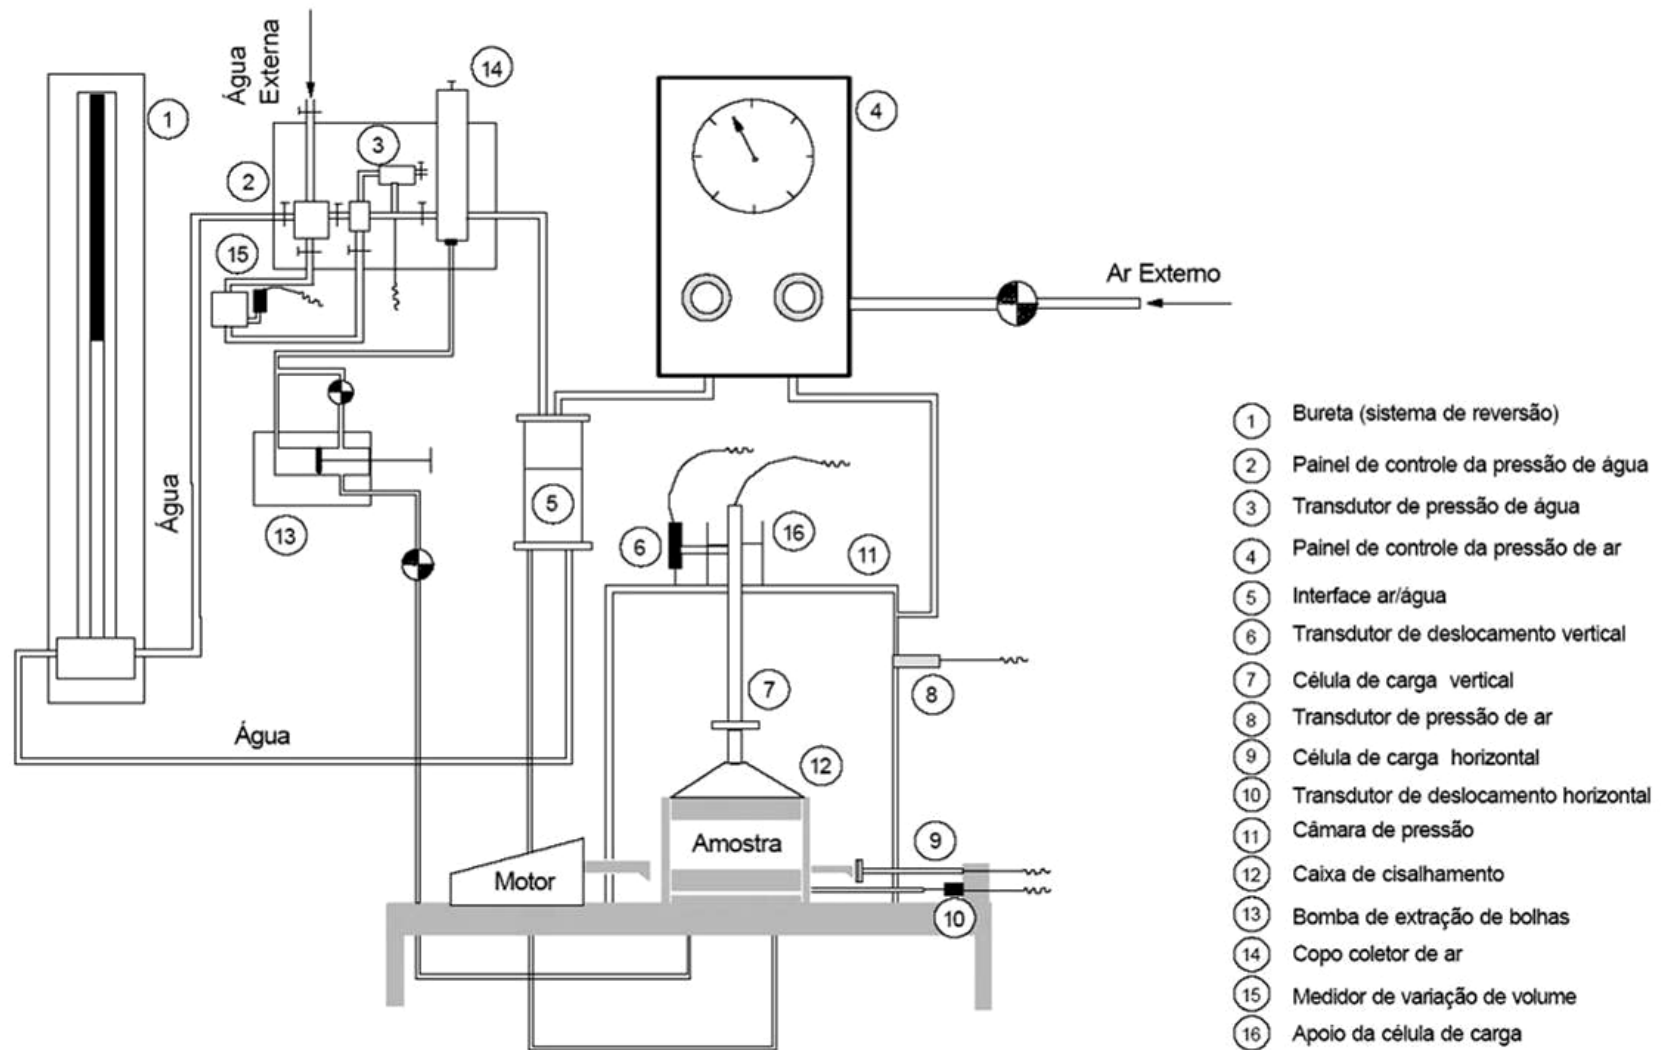 Água
Externa
14
1
3
4
2
15
Ar Externo
Água
5
13
6
16
11
7
8
Água
12
Amostra
9
Motor
10
1 Bureta (sistema de reversão)
2 Painel de controle da pressão de água
3 Transdutor de pressão de água
4 Painel de controle da pressão de ar
5 Interface ar/água
6 Transdutor de deslocamento vertical
7 Célula de carga vertical
8 Transdutor de pressão de ar
9 Célula de carga horizontal
10 Transdutor de deslocamento horizontal
11 Câmara de pressão
12 Caixa de cisalhamento
13 Bomba de extração de bolhas
14 Copo coletor de ar
15 Medidor de variação de volume
16 Apoio da célula de carga